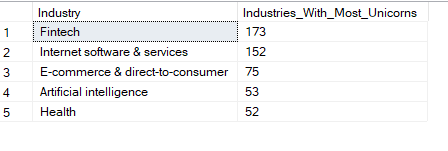 Industry Industries_With_Most_Unicorns
1 Fintech 173
2 Internet software & services 152
3 E-commerce & direct-to-consumer 75
4 Artificial intelligence 53
5 Health 52